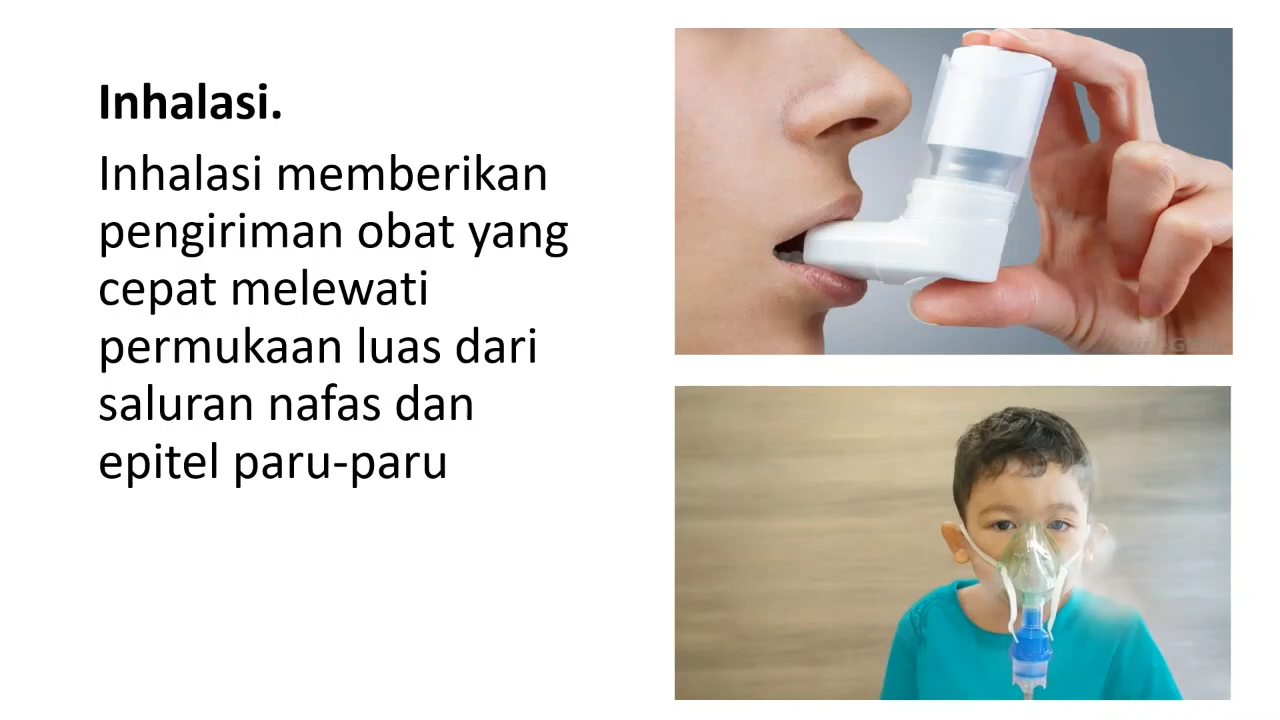 Inhalasi.
Inhalasi memberikan
pengiriman obat yang
cepat melewati
permukaan luas dari
saluran nafas dan
epitel paru-paru